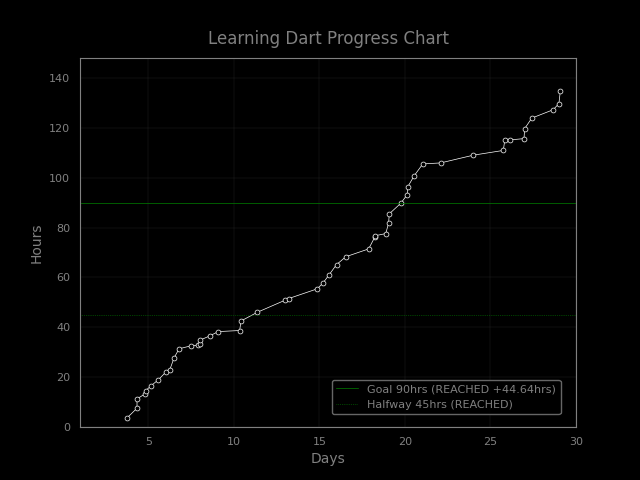 Learning Dart Progress Chart
Hours
140
120
100
80
60
40
20
0
Goal 90hrs (REACHED +44.64hrs)
Halfway 45hrs (REACHED)
5 10 15 20 25 30
Days